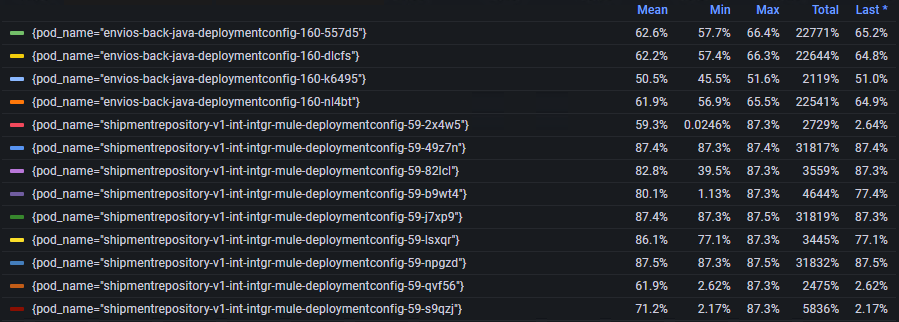 Mean Min Max Total Last *
{pod_name="envios-back-java-deploymentconfig-160-557d5"} 62.6% 57.7% 66.4% 22771% 65.2%
{pod_name="envios-back-java-deploymentconfig-160-dlcfs"} 62.2% 57.4% 66.3% 22644% 64.8%
{pod_name="envios-back-java-deploymentconfig-160-k6495"} 50.5% 45.5% 51.6% 2119% 51.0%
{pod_name="envios-back-java-deploymentconfig-160-nl4bt"} 61.9% 56.9% 65.5% 22541% 64.9%
{pod_name="shipmentrepository-v1-int-intgr-mule-deploymentconfig-59-2x4w5"} 59.3% 0.0246% 87.3% 2729% 2.64%
{pod_name="shipmentrepository-v1-int-intgr-mule-deploymentconfig-59-49z7n"} 87.4% 87.3% 87.4% 31817% 87.4%
{pod_name="shipmentrepository-v1-int-intgr-mule-deploymentconfig-59-82lcl"} 82.8% 39.5% 87.3% 3559% 87.3%
{pod_name="shipmentrepository-v1-int-intgr-mule-deploymentconfig-59-b9wt4"} 80.1% 1.13% 87.3% 4644% 77.4%
{pod_name="shipmentrepository-v1-int-intgr-mule-deploymentconfig-59-j7xp9"} 87.4% 87.3% 87.5% 31819% 87.3%
{pod_name="shipmentrepository-v1-int-intgr-mule-deploymentconfig-59-lsxqr"} 86.1% 77.1% 87.3% 3445% 77.1%
{pod_name="shipmentrepository-v1-int-intgr-mule-deploymentconfig-59-npgzd"} 87.5% 87.3% 87.5% 31832% 87.5%
{pod_name="shipmentrepository-v1-int-intgr-mule-deploymentconfig-59-qvf56"} 61.9% 2.62% 87.3% 2475% 2.62%
{pod_name="shipmentrepository-v1-int-intgr-mule-deploymentconfig-59-s9qzj"} 71.2% 2.17% 87.3% 5836% 2.17%